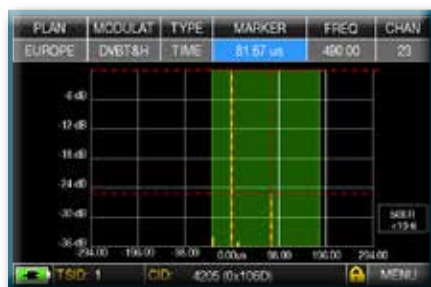 PLAN MODULAT TYPE MARKER FREQ CHAN
EUROPE DVBT&H TIME 81.67 us 490.00 23
-6 dB
-12 dB
-18 dB
-24 dB
-30 dB
-36 dB
-294.00 -196.00 -98.00 0.00us 98.00 196.00 294.00
TSID: 1 CID: 4205 (0x106D) MENU